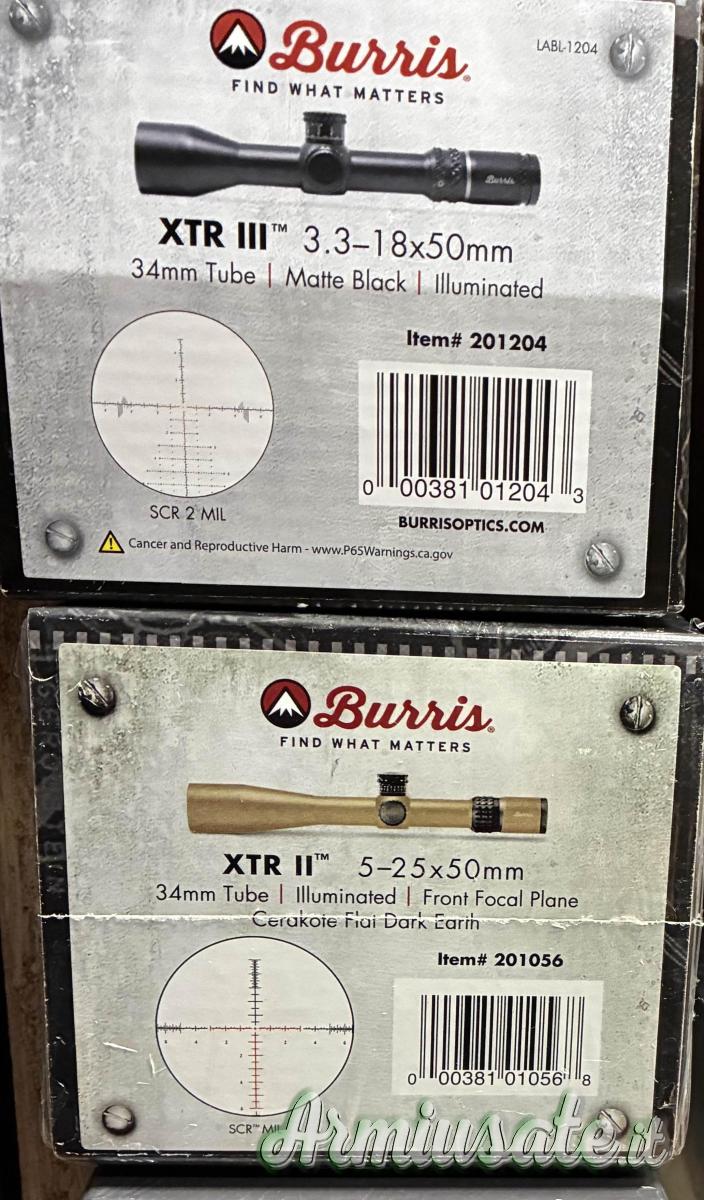 Burris®
LABL-1204
FIND WHAT MATTERS
Burris
XTR III™ 3.3–18x50mm
34mm Tube | Matte Black | Illuminated
Item# 201204
0 00381 01204 3
SCR 2 MIL
BURRISOPTICS.COM
Cancer and Reproductive Harm - www.P65Warnings.ca.gov
Burris®
FIND WHAT MATTERS
XTR II™ 5–25x50mm
34mm Tube | Illuminated | Front Focal Plane
Cerakote Flat Dark Earth
Item# 201056
0 00381 01056 8
SCR™ MIL
Armiusate.it